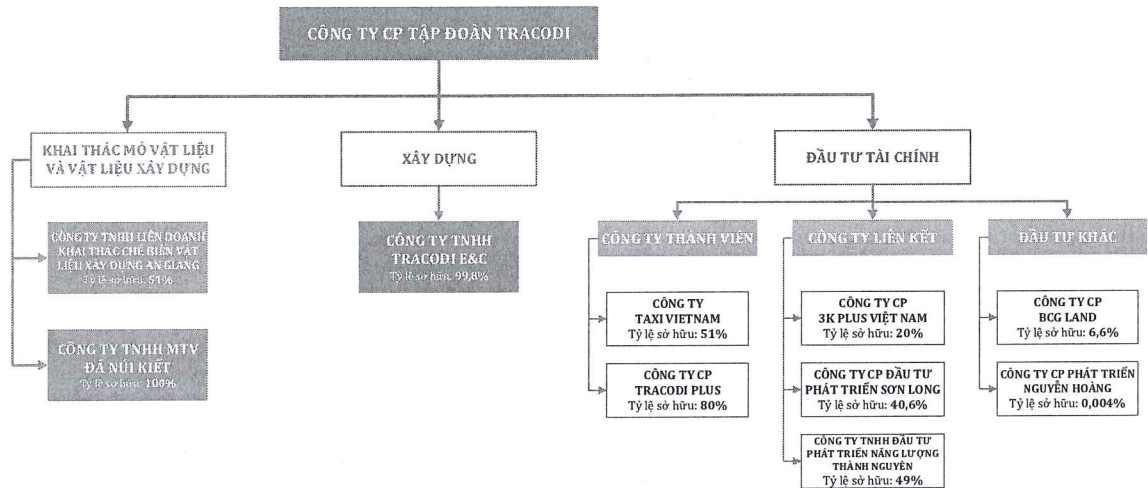 CÔNG TY CP TẬP ĐOÀN TRACODI
KHAI THÁC MỎ VẬT LIỆU
VÀ VẬT LIỆU XÂY DỰNG
CÔNG TY TNHH LIÊN DOANH
KHAI THÁC CHẾ BIẾN VẬT
LIỆU XÂY DỰNG AN GIANG
Tỷ lệ sở hữu: 51%
CÔNG TY TNHH MTV
ĐÁ NÚI KIẾT
Tỷ lệ sở hữu: 100%
XÂY DỰNG
CÔNG TY TNHH
TRACODI E&C
Tỷ lệ sở hữu: 99,8%
ĐẦU TƯ TÀI CHÍNH
CÔNG TY THÀNH VIÊN
CÔNG TY
TAXI VIETNAM
Tỷ lệ sở hữu: 51%
CÔNG TY CP
TRACODI PLUS
Tỷ lệ sở hữu: 80%
CÔNG TY LIÊN KẾT
CÔNG TY CP
3K PLUS VIỆT NAM
Tỷ lệ sở hữu: 20%
CÔNG TY CP ĐẦU TƯ
PHÁT TRIỂN SƠN LONG
Tỷ lệ sở hữu: 40,6%
CÔNG TY TNHH ĐẦU TƯ
PHÁT TRIỂN NĂNG LƯỢNG
THÀNH NGUYÊN
Tỷ lệ sở hữu: 49%
ĐẦU TƯ KHÁC
CÔNG TY CP
BCG LAND
Tỷ lệ sở hữu: 6,6%
CÔNG TY CP PHÁT TRIỂN
NGUYỄN HOÀNG
Tỷ lệ sở hữu: 0,004%